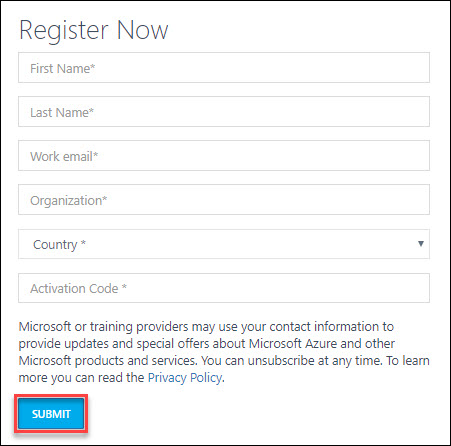 Register Now
First Name*
Last Name*
Work email*
Organization*
Country *
Activation Code *
Microsoft or training providers may use your contact information to
provide updates and special offers about Microsoft Azure and other
Microsoft products and services. You can unsubscribe at any time. To learn
more you can read the Privacy Policy.
SUBMIT